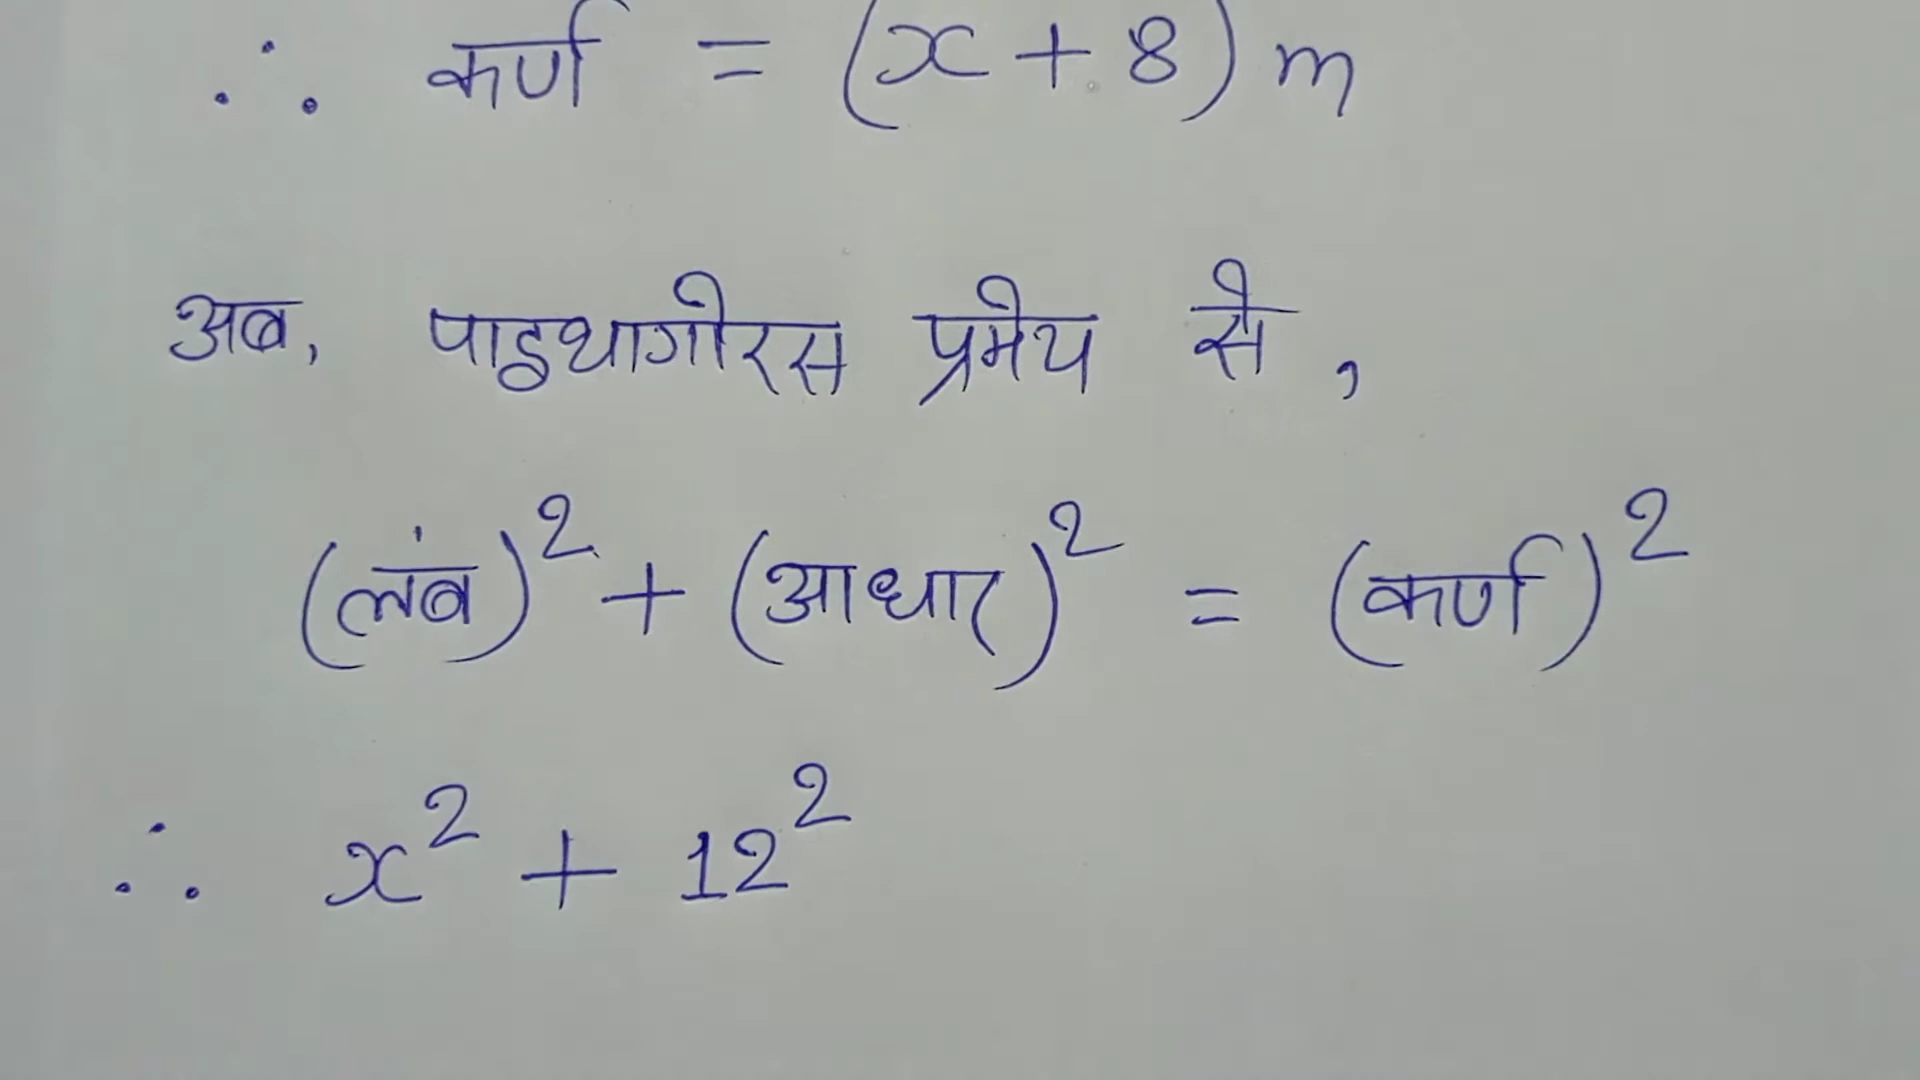 ∴ कर्ण = (x + 8) m
अब, पाइथागोरस प्रमेय से ,
(लंब)² + (आधार)² = (कर्ण)²
∴ x² + 12²